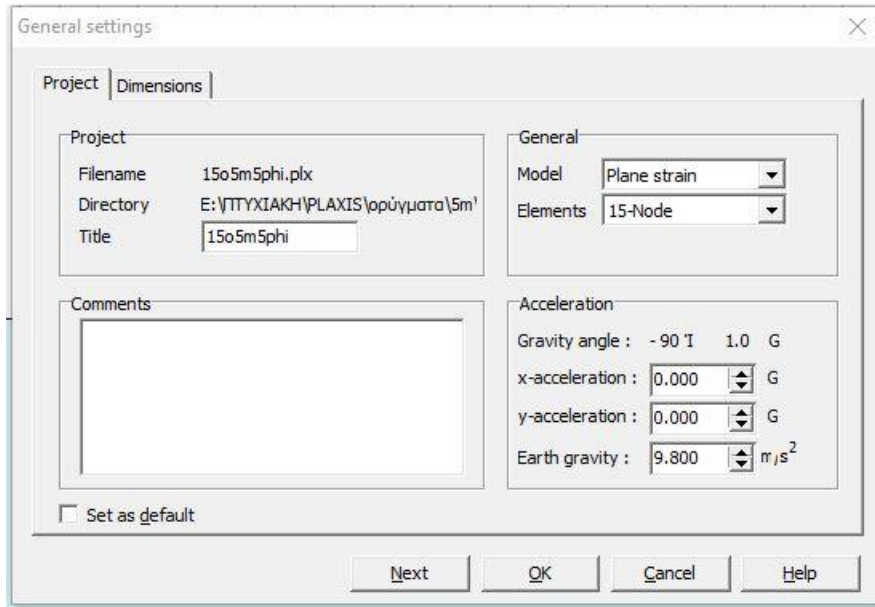 General settings
Project Dimensions
Project
Filename 15o5m5phi.plx
Directory E:\ΠΤΥΧΙΑΚΗ\PLAXIS\ορύγματα\5m\
Title 15o5m5phi
General
Model Plane strain
Elements 15-Node
Comments
Acceleration
Gravity angle : - 90 Ί 1.0 G
x-acceleration : 0.000 G
y-acceleration : 0.000 G
Earth gravity : 9.800 m/s²
Set as default
Next OK Cancel Help